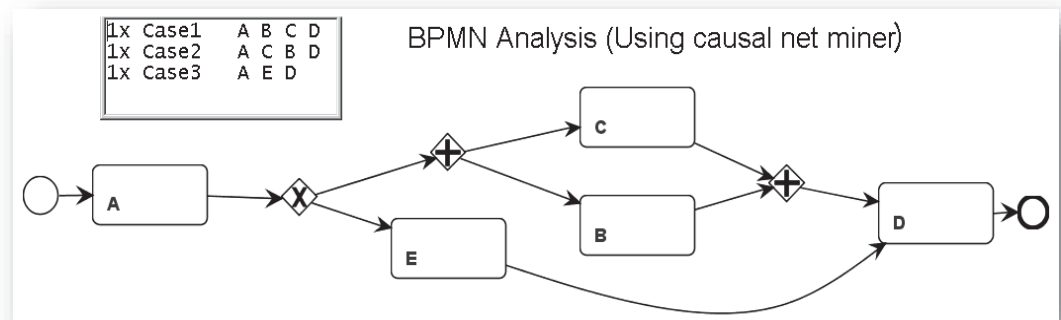 1x Case1 A B C D
1x Case2 A C B D
1x Case3 A E D
BPMN Analysis (Using causal net miner)
C
A
X
B
E
D